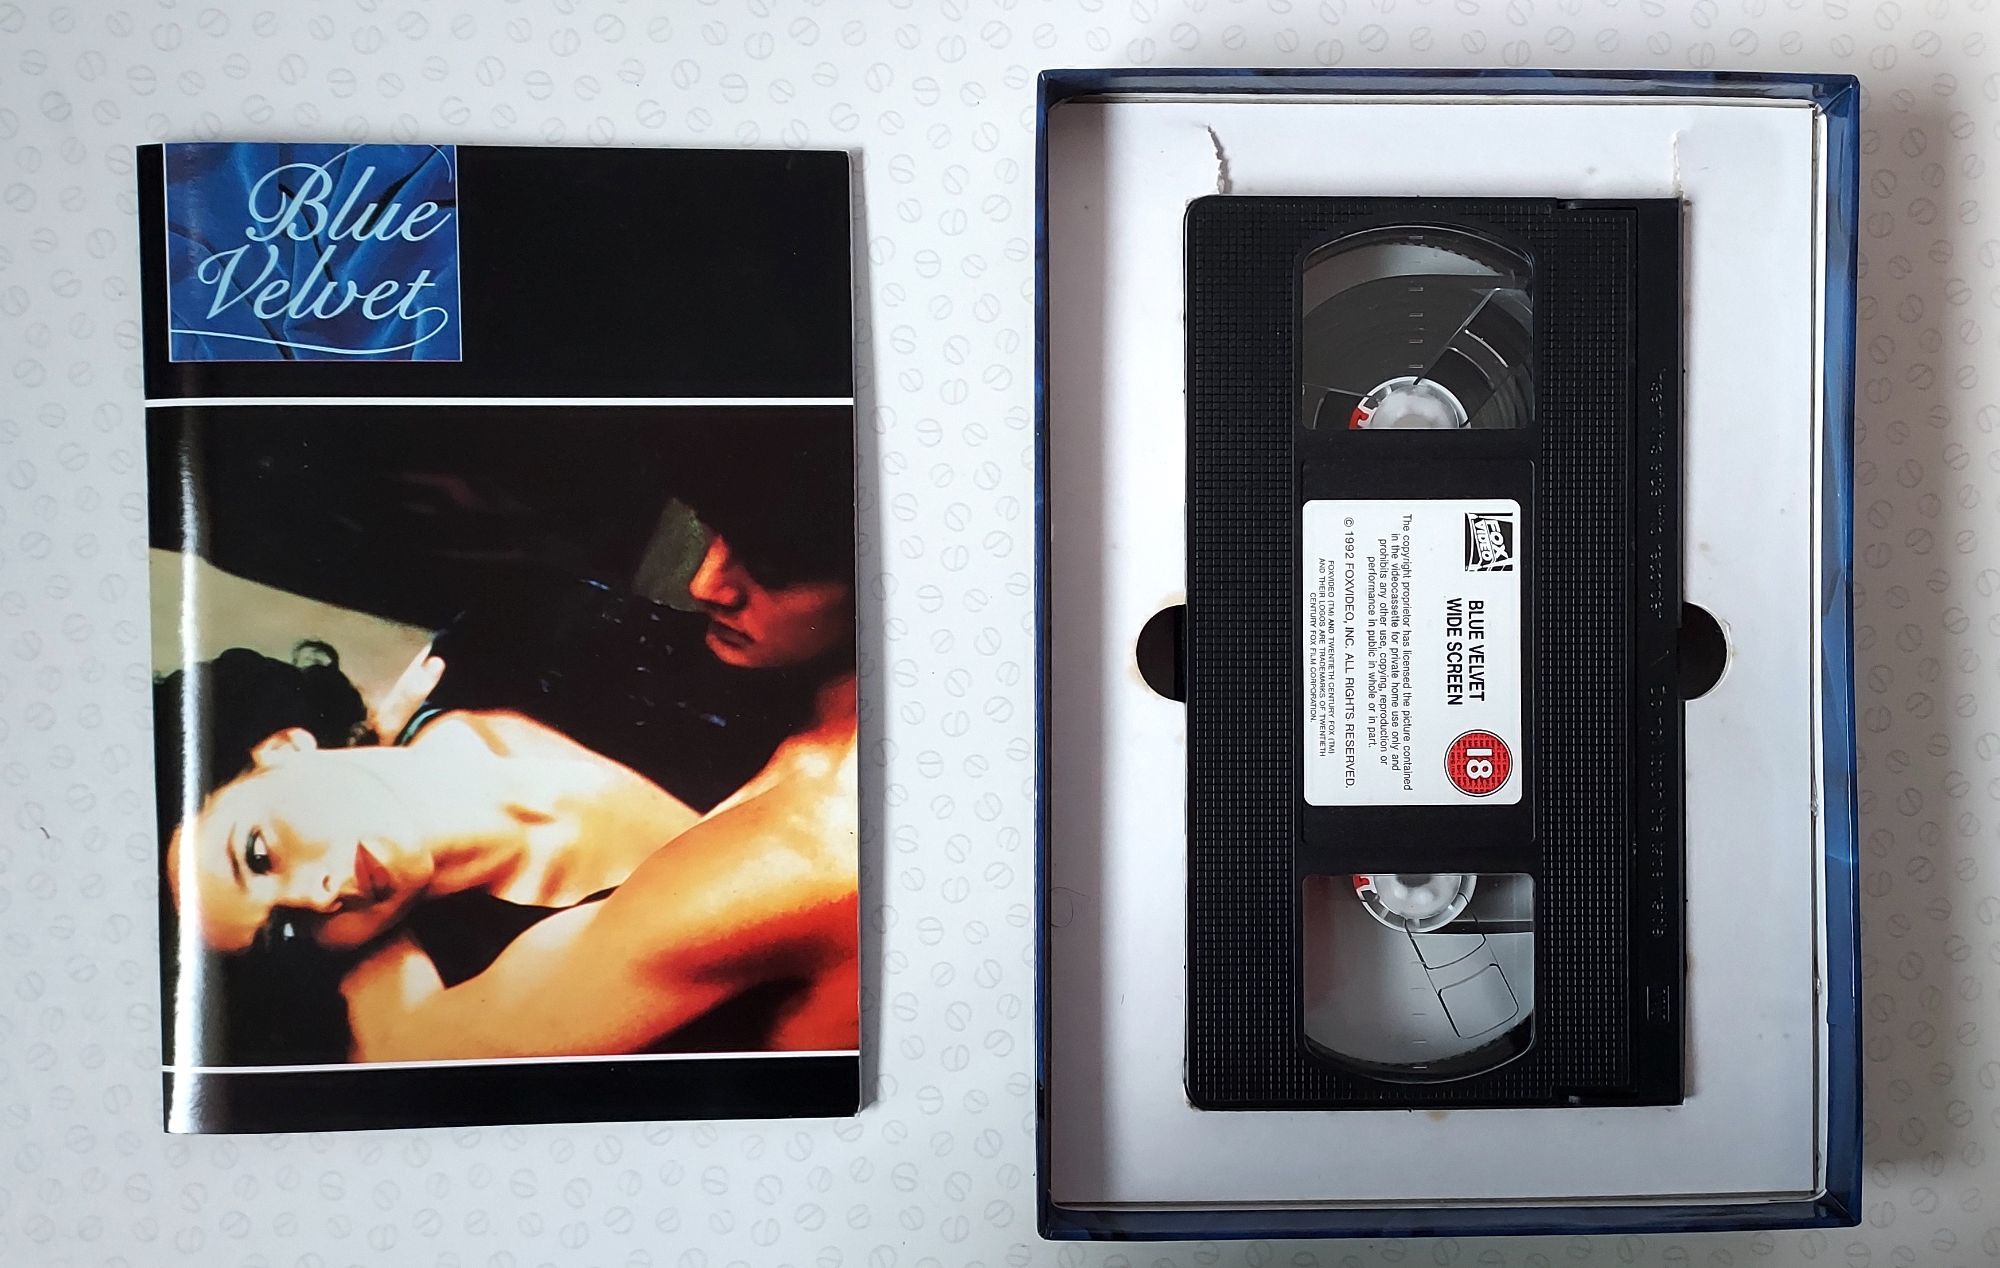 Blue
Velvet
FOX
VIDEO
BLUE VELVET
WIDE SCREEN
18
The copyright proprietor has licensed the picture contained
in the videocassette for private home use only and
prohibits any other use, copying, reproduction or
performance in public in whole or in part.
© 1992 FOXVIDEO, INC. ALL RIGHTS RESERVED.
FOXVIDEO (TM) AND TWENTIETH CENTURY FOX (TM)
AND THEIR LOGOS ARE TRADEMARKS OF TWENTIETH
CENTURY FOX FILM CORPORATION.